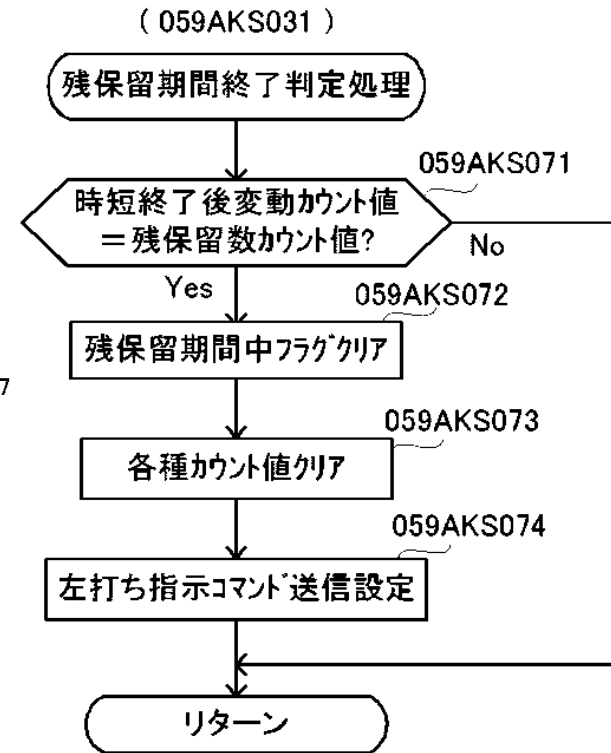 ( 059AKS031 )
残保留期間終了判定処理
059AKS071
時短終了後変動ｶｳﾝﾄ値
＝残保留数ｶｳﾝﾄ値?
No
Yes
059AKS072
残保留期間中ﾌﾗｸﾞｸﾘｱ
7
059AKS073
各種ｶｳﾝﾄ値ｸﾘｱ
059AKS074
左打ち指示ｺﾏﾝﾄﾞ送信設定
リターン